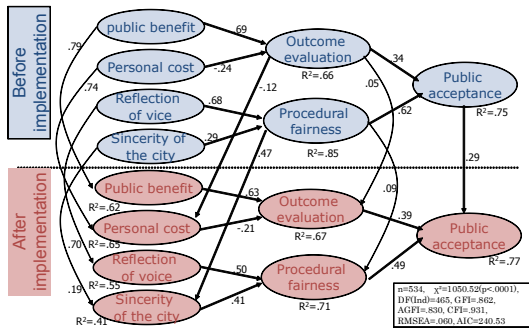 Before
implementation
After
implementation
public benefit
Personal cost
Reflection
of vice
Sincerity of
the city
Outcome
evaluation
R²=.66
Procedural
fairness
R²=.85
Public
acceptance
R²=.75
.69
-.24
.68
.29
.34
.62
.79
.74
-.12
.47
.05
.09
.29
.70
.19
Public benefit
R²=.62
Personal cost
R²=.65
Reflection
of voice
R²=.55
Sincerity of
the city
R²=.41
.63
-.21
.50
.41
Outcome
evaluation
R²=.67
Procedural
fairness
R²=.71
.39
.49
Public
acceptance
R²=.77
n=534, χ²=1050.52(p<.0001),
DF(Ind)=465, GFI=.862,
AGFI=.830, CFI=.931,
RMSEA=.060, AIC=240.53